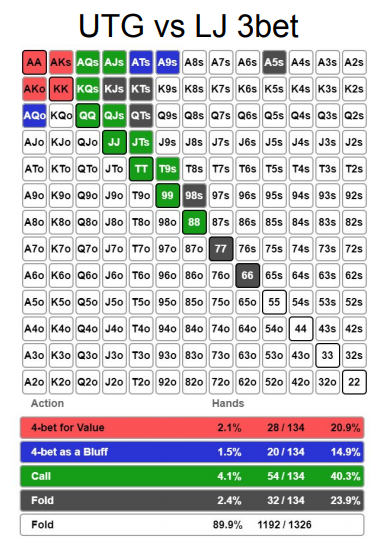 UTG vs LJ 3bet
AA AKs AQs AJs ATs A9s A8s A7s A6s A5s A4s A3s A2s
AKo KK KQs KJs KTs K9s K8s K7s K6s K5s K4s K3s K2s
AQo KQo QQ QJs QTs Q9s Q8s Q7s Q6s Q5s Q4s Q3s Q2s
AJo KJo QJo JJ JTs J9s J8s J7s J6s J5s J4s J3s J2s
ATo KTo QTo JTo TT T9s T8s T7s T6s T5s T4s T3s T2s
A9o K9o Q9o J9o T9o 99 98s 97s 96s 95s 94s 93s 92s
A8o K8o Q8o J8o T8o 98o 88 87s 86s 85s 84s 83s 82s
A7o K7o Q7o J7o T7o 97o 87o 77 76s 75s 74s 73s 72s
A6o K6o Q6o J6o T6o 96o 86o 76o 66 65s 64s 63s 62s
A5o K5o Q5o J5o T5o 95o 85o 75o 65o 55 54s 53s 52s
A4o K4o Q4o J4o T4o 94o 84o 74o 64o 54o 44 43s 42s
A3o K3o Q3o J3o T3o 93o 83o 73o 63o 53o 43o 33 32s
A2o K2o Q2o J2o T2o 92o 82o 72o 62o 52o 42o 32o 22
Action Hands
4-bet for Value 2.1% 28 / 134 20.9%
4-bet as a Bluff 1.5% 20 / 134 14.9%
Call 4.1% 54 / 134 40.3%
Fold 2.4% 32 / 134 23.9%
Fold 89.9% 1192 / 1326